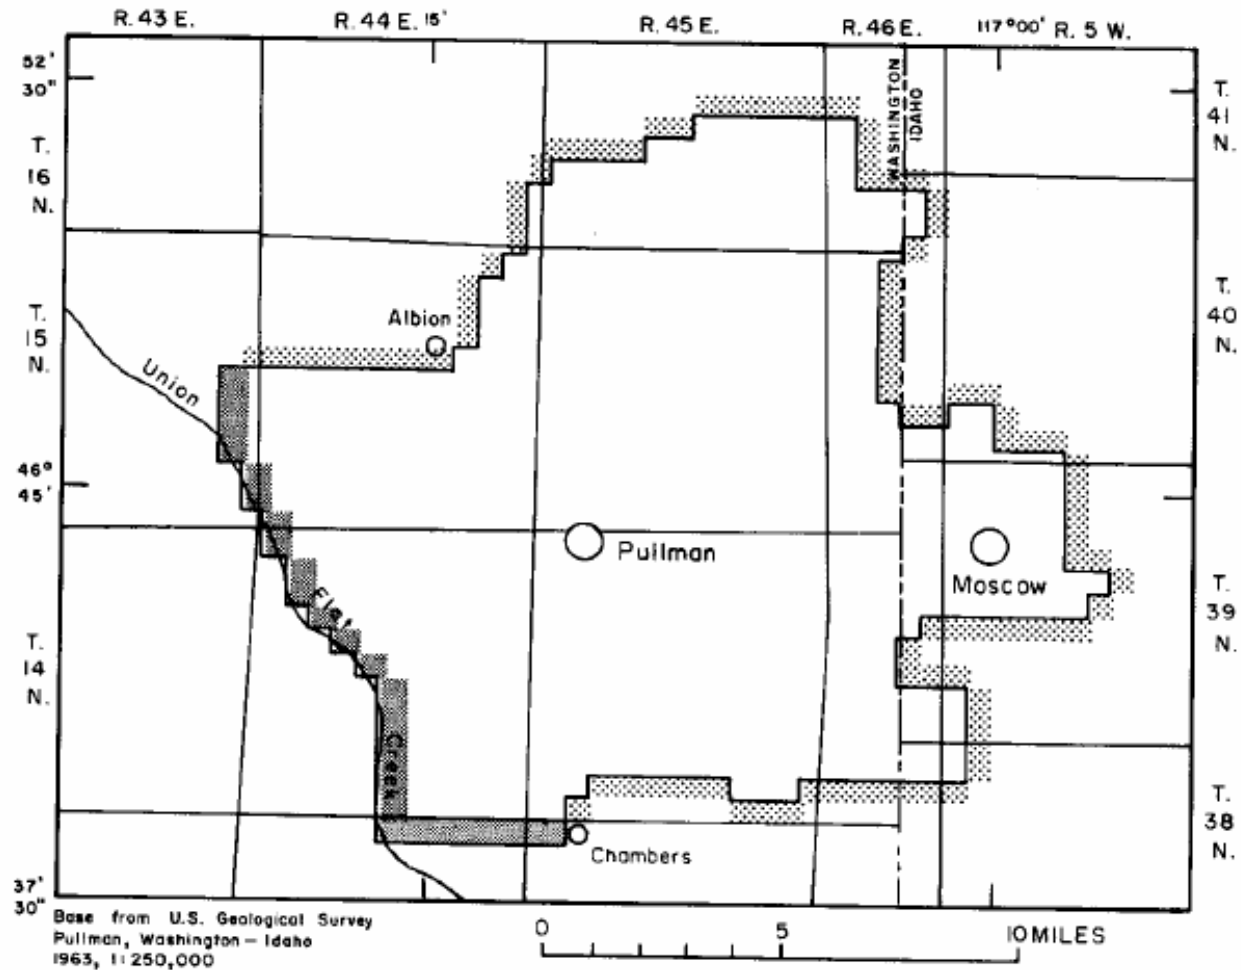 R. 43 E. R. 44 E. 15' R. 45 E. R. 46 E. 117°00' R. 5 W.
52'
30"
T.
16
N.
T.
41
N.
WASHINGTON
IDAHO
T.
15
N.
T.
40
N.
Albion
Union
46°
45'
Pullman
Moscow
Flat
T.
14
N.
T.
39
N.
Creek
T.
38
N.
Chambers
37'
30"
Base from U.S. Geological Survey
Pullman, Washington – Idaho
1963, 1:250,000
0 5 10 MILES